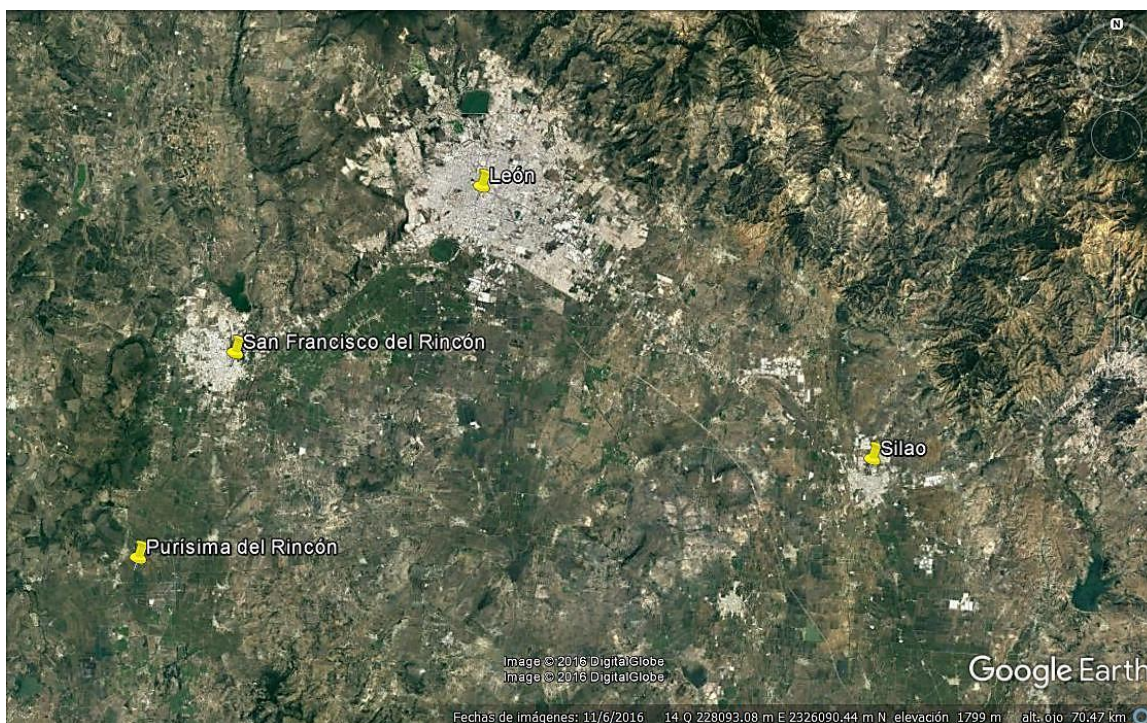 N
León
San Francisco del Rincón
Silao
Purísima del Rincón
Image © 2016 DigitalGlobe
Image © 2016 DigitalGlobe
Google Earth
Fechas de imágenes: 11/6/2016 14 Q 228093.08 m E 2326090.44 m N elevación 1799 m alt. ojo 70.47 km